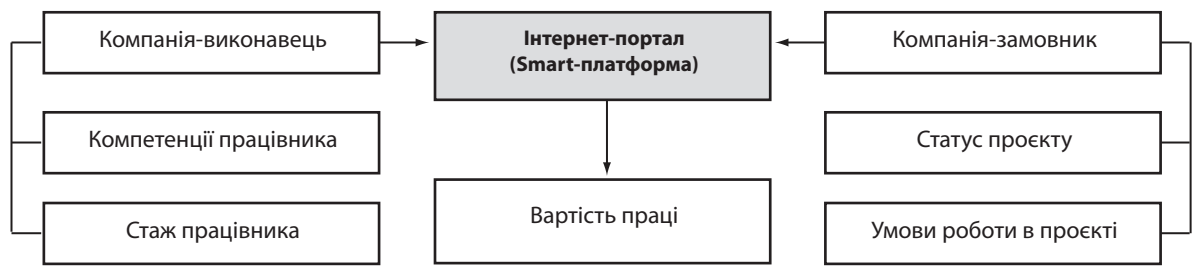 Компанія-виконавець
Інтернет-портал
(Smart-платформа)
Компанія-замовник
Компетенції працівника
Статус проєкту
Стаж працівника
Вартість праці
Умови роботи в проєкті